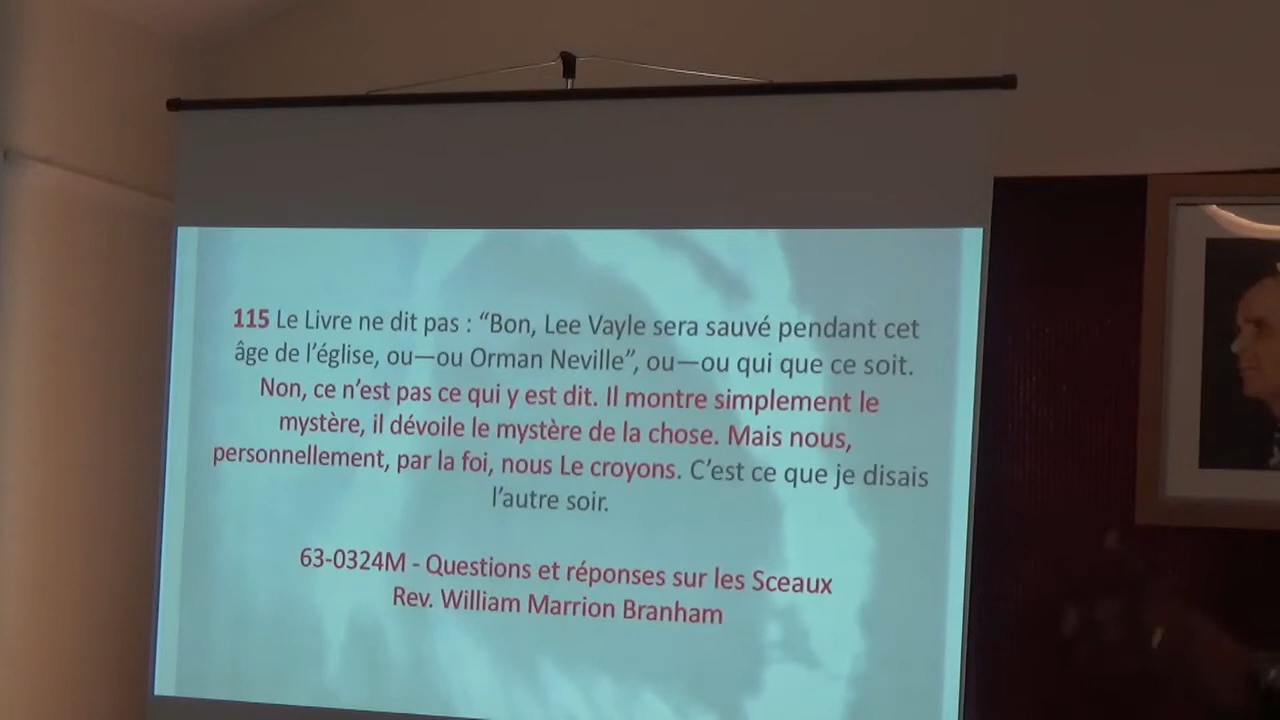 115 Le Livre ne dit pas : “Bon, Lee Vayle sera sauvé pendant cet
âge de l’église, ou—ou Orman Neville”, ou—ou qui que ce soit.
Non, ce n’est pas ce qui y est dit. Il montre simplement le
mystère, il dévoile le mystère de la chose. Mais nous,
personnellement, par la foi, nous Le croyons. C’est ce que je disais
l’autre soir.
63-0324M - Questions et réponses sur les Sceaux
Rev. William Marrion Branham